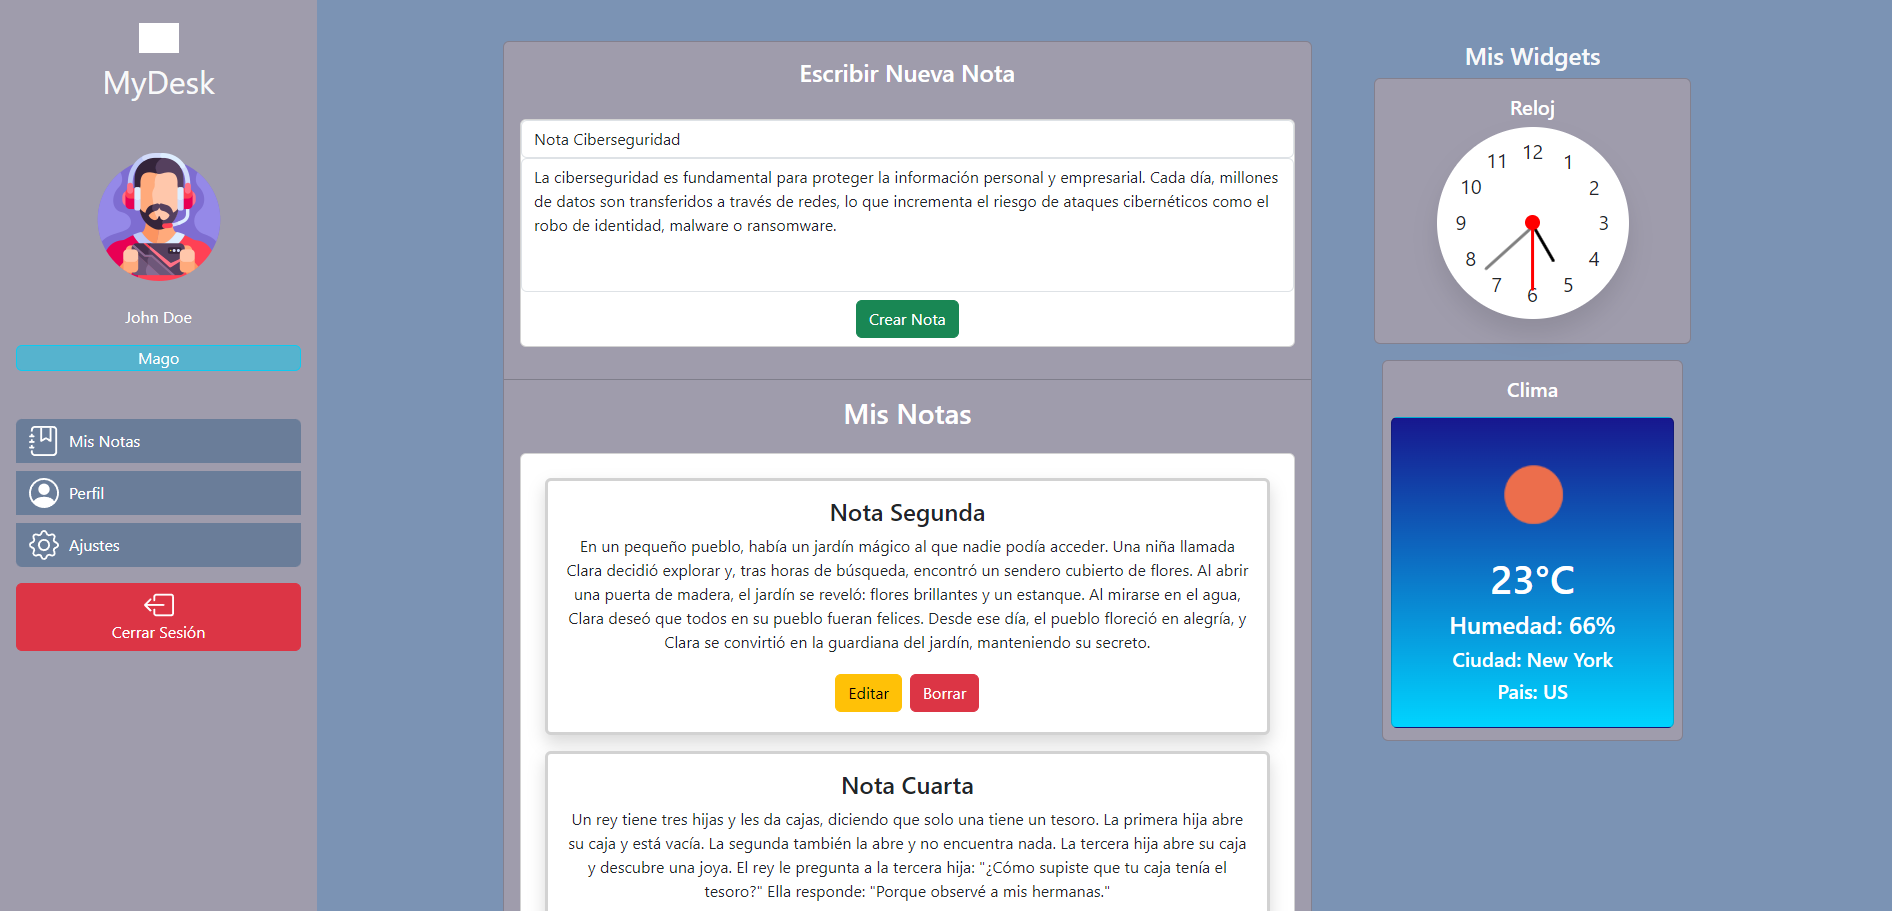 MyDesk
John Doe
Mago
Mis Notas
Perfil
Ajustes
Cerrar Sesión
Escribir Nueva Nota
Nota Ciberseguridad
La ciberseguridad es fundamental para proteger la información personal y empresarial. Cada día, millones
de datos son transferidos a través de redes, lo que incrementa el riesgo de ataques cibernéticos como el
robo de identidad, malware o ransomware.
Crear Nota
Mis Notas
Nota Segunda
En un pequeño pueblo, había un jardín mágico al que nadie podía acceder. Una niña llamada
Clara decidió explorar y, tras horas de búsqueda, encontró un sendero cubierto de flores. Al abrir
una puerta de madera, el jardín se reveló: flores brillantes y un estanque. Al mirarse en el agua,
Clara deseó que todos en su pueblo fueran felices. Desde ese día, el pueblo floreció en alegría, y
Clara se convirtió en la guardiana del jardín, manteniendo su secreto.
Editar
Borrar
Nota Cuarta
Un rey tiene tres hijas y les da cajas, diciendo que solo una tiene un tesoro. La primera hija abre
su caja y está vacía. La segunda también la abre y no encuentra nada. La tercera hija abre su caja
y descubre una joya. El rey le pregunta a la tercera hija: "¿Cómo supiste que tu caja tenía el
tesoro?" Ella responde: "Porque observé a mis hermanas."
Mis Widgets
Reloj
12
1
2
3
4
5
6
7
8
9
10
11
Clima
23°C
Humedad: 66%
Ciudad: New York
Pais: US